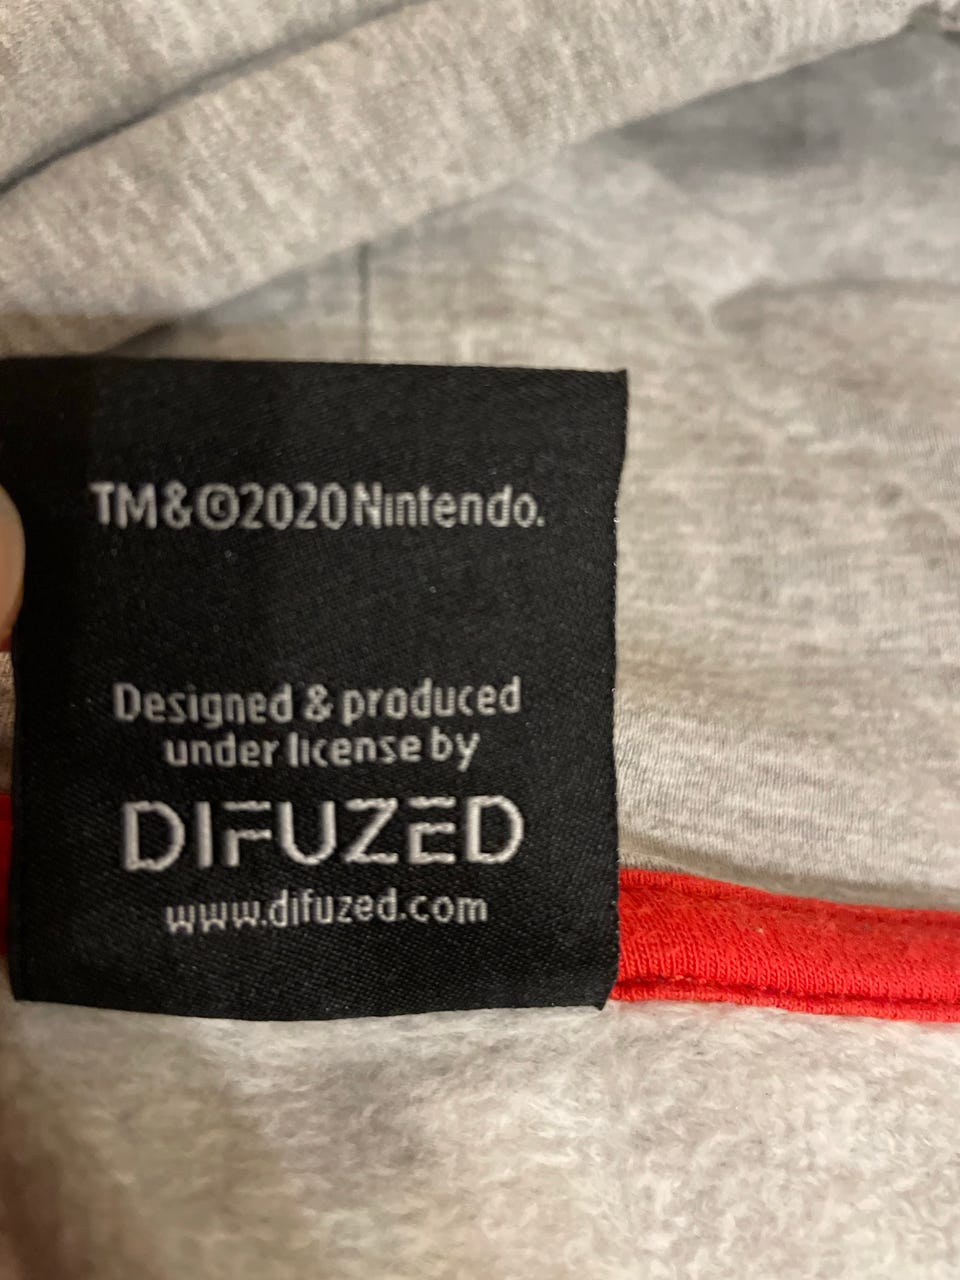 TM&©2020 Nintendo.
Designed & produced
under license by
DIFUZED
www.difuzed.com